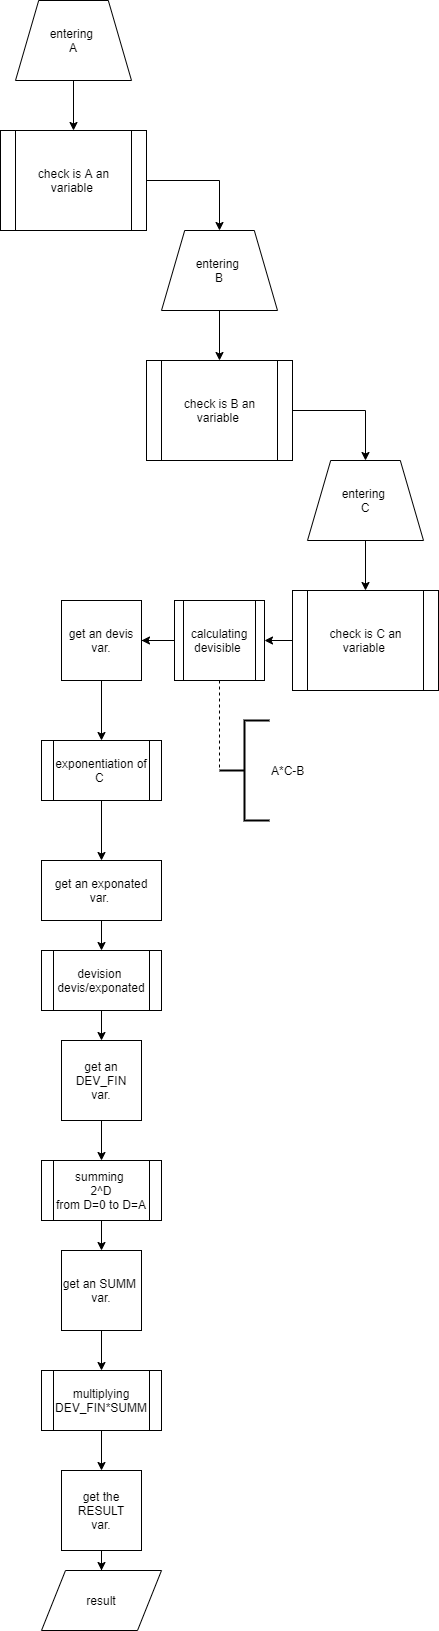 entering
A
check is A an
variable
entering
B
check is B an
variable
entering
C
check is C an
variable
calculating
devisible
get an devis
var.
A*C-B
exponentiation of
C
get an exponated
var.
devision
devis/exponated
get an
DEV_FIN
var.
summing
2^D
from D=0 to D=A
get an SUMM
var.
multiplying
DEV_FIN*SUMM
get the
RESULT
var.
result